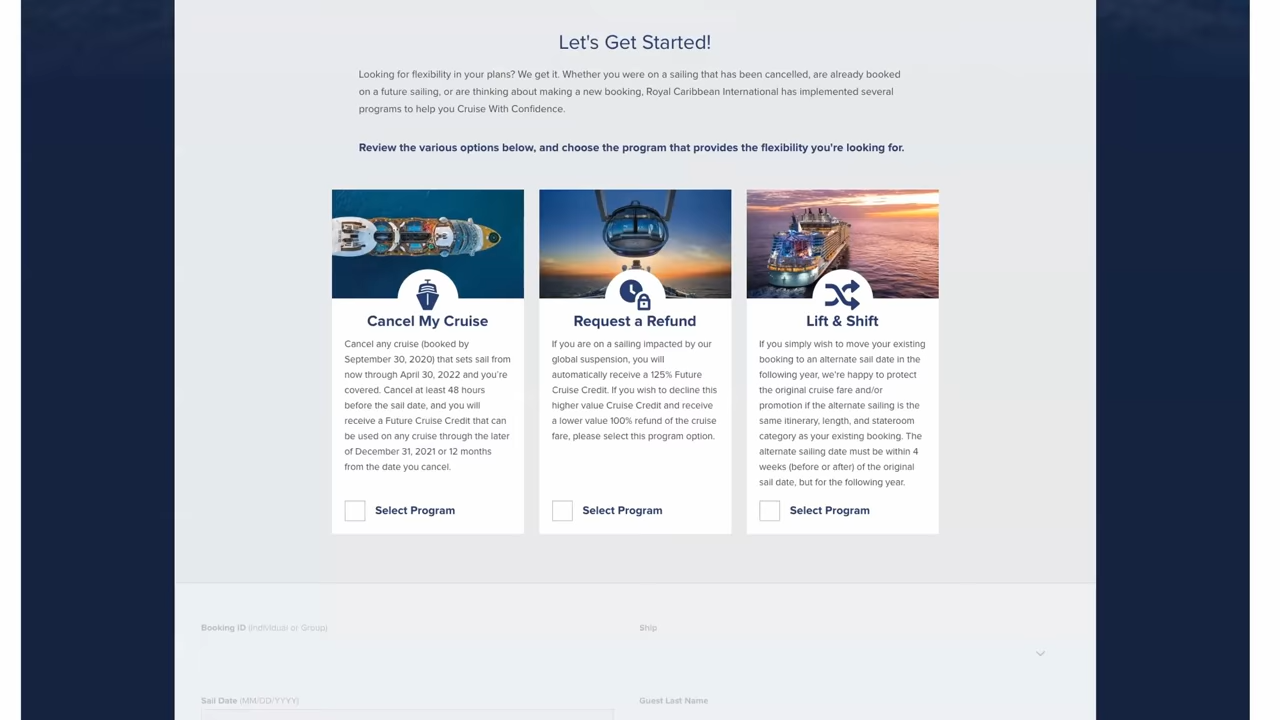 Let's Get Started!
Looking for flexibility in your plans? We get it. Whether you were on a sailing that has been cancelled, are already booked
on a future sailing, or are thinking about making a new booking, Royal Caribbean International has implemented several
programs to help you Cruise With Confidence.
Review the various options below, and choose the program that provides the flexibility you're looking for.
Cancel My Cruise
Cancel any cruise (booked by
September 30, 2020) that sets sail from
now through April 30, 2022 and you're
covered. Cancel at least 48 hours
before the sail date, and you will
receive a Future Cruise Credit that can
be used on any cruise through the later
of December 31, 2021 or 12 months
from the date you cancel.
Select Program
Request a Refund
If you are on a sailing impacted by our
global suspension, you will
automatically receive a 125% Future
Cruise Credit. If you wish to decline this
higher value Cruise Credit and receive
a lower value 100% refund of the cruise
fare, please select this program option.
Select Program
Lift & Shift
If you simply wish to move your existing
booking to an alternate sail date in the
following year, we're happy to protect
the original cruise fare and/or
promotion if the alternate sailing is the
same itinerary, length, and stateroom
category as your existing booking. The
alternate sailing date must be within 4
weeks (before or after) of the original
sail date, but for the following year.
Select Program
Booking ID (Individual or Group)
Ship
Sail Date (MM/DD/YYYY)
Guest Last Name